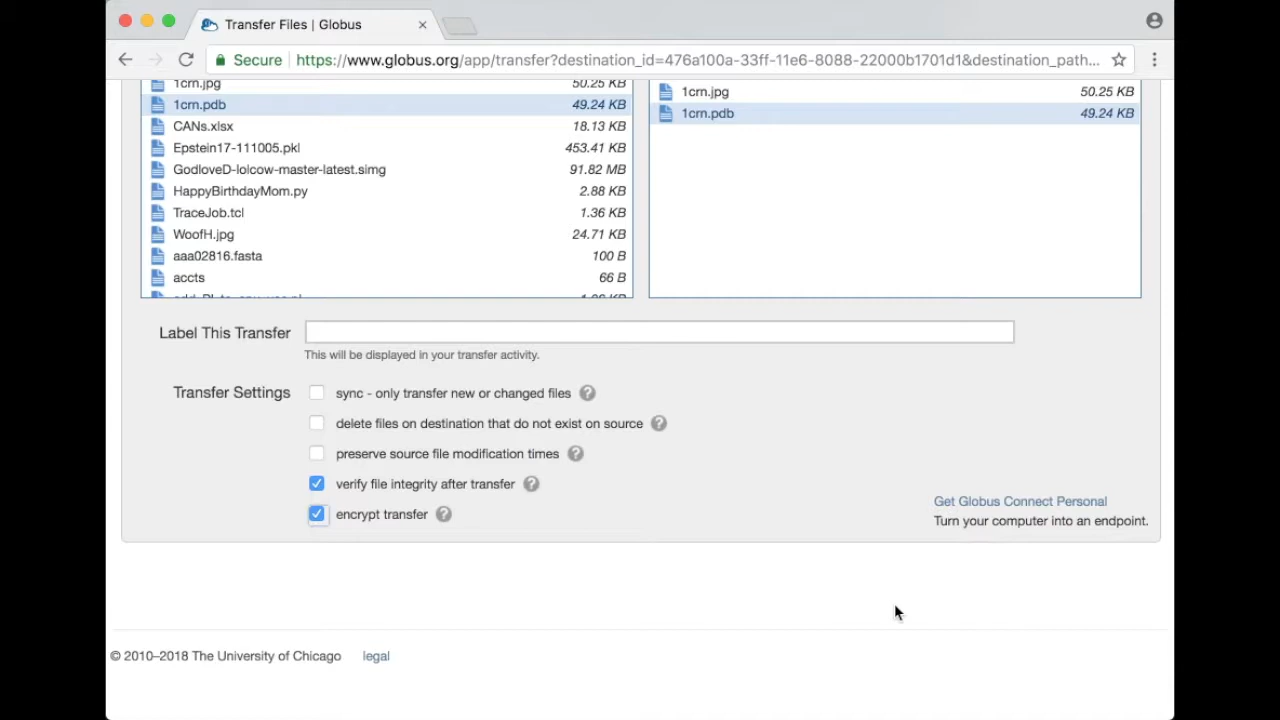 Transfer Files | Globus
Secure https://www.globus.org/app/transfer?destination_id=476a100a-33ff-11e6-8088-22000b1701d1&destination_path...
1crn.jpg 50.25 KB
1crn.pdb 49.24 KB
CANs.xlsx 18.13 KB
Epstein17-111005.pkl 453.41 KB
GodloveD-lolcow-master-latest.simg 91.82 MB
HappyBirthdayMom.py 2.88 KB
TraceJob.tcl 1.36 KB
WoofH.jpg 24.71 KB
aaa02816.fasta 100 B
accts 66 B
1crn.jpg 50.25 KB
1crn.pdb 49.24 KB
Label This Transfer
This will be displayed in your transfer activity.
Transfer Settings
sync - only transfer new or changed files ?
delete files on destination that do not exist on source ?
preserve source file modification times ?
verify file integrity after transfer ?
encrypt transfer ?
Get Globus Connect Personal
Turn your computer into an endpoint.
© 2010–2018 The University of Chicago legal